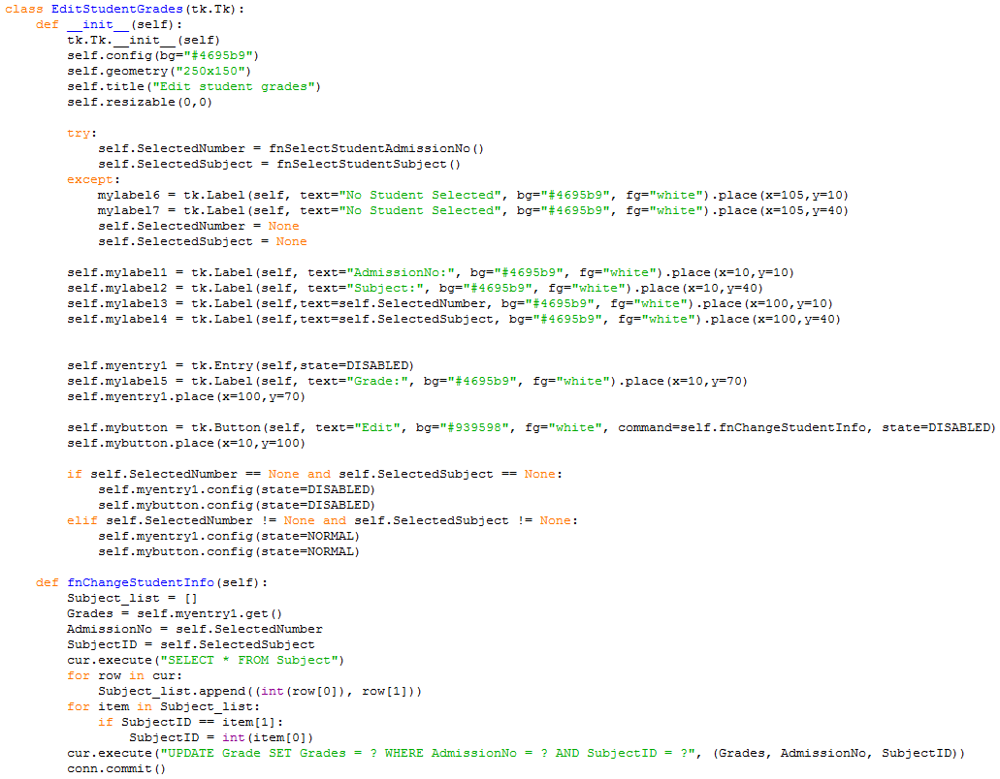 class EditStudentGrades(tk.Tk):
    def __init__(self):
        tk.Tk.__init__(self)
        self.config(bg="#4695b9")
        self.geometry("250x150")
        self.title("Edit student grades")
        self.resizable(0,0)

        try:
            self.SelectedNumber = fnSelectStudentAdmissionNo()
            self.SelectedSubject = fnSelectStudentSubject()
        except:
            mylabel6 = tk.Label(self, text="No Student Selected", bg="#4695b9", fg="white").place(x=105,y=10)
            mylabel7 = tk.Label(self, text="No Student Selected", bg="#4695b9", fg="white").place(x=105,y=40)
            self.SelectedNumber = None
            self.SelectedSubject = None

        self.mylabel1 = tk.Label(self, text="AdmissionNo:", bg="#4695b9", fg="white").place(x=10,y=10)
        self.mylabel2 = tk.Label(self, text="Subject:", bg="#4695b9", fg="white").place(x=10,y=40)
        self.mylabel3 = tk.Label(self,text=self.SelectedNumber, bg="#4695b9", fg="white").place(x=100,y=10)
        self.mylabel4 = tk.Label(self,text=self.SelectedSubject, bg="#4695b9", fg="white").place(x=100,y=40)


        self.myentry1 = tk.Entry(self,state=DISABLED)
        self.mylabel5 = tk.Label(self, text="Grade:", bg="#4695b9", fg="white").place(x=10,y=70)
        self.myentry1.place(x=100,y=70)

        self.mybutton = tk.Button(self, text="Edit", bg="#939598", fg="white", command=self.fnChangeStudentInfo, state=DISABLED)
        self.mybutton.place(x=10,y=100)

        if self.SelectedNumber == None and self.SelectedSubject == None:
            self.myentry1.config(state=DISABLED)
            self.mybutton.config(state=DISABLED)
        elif self.SelectedNumber != None and self.SelectedSubject != None:
            self.myentry1.config(state=NORMAL)
            self.mybutton.config(state=NORMAL)

    def fnChangeStudentInfo(self):
        Subject_list = []
        Grades = self.myentry1.get()
        AdmissionNo = self.SelectedNumber
        SubjectID = self.SelectedSubject
        cur.execute("SELECT * FROM Subject")
        for row in cur:
            Subject_list.append((int(row[0]), row[1]))
        for item in Subject_list:
            if SubjectID == item[1]:
                SubjectID = int(item[0])
        cur.execute("UPDATE Grade SET Grades = ? WHERE AdmissionNo = ? AND SubjectID = ?", (Grades, AdmissionNo, SubjectID))
        conn.commit()